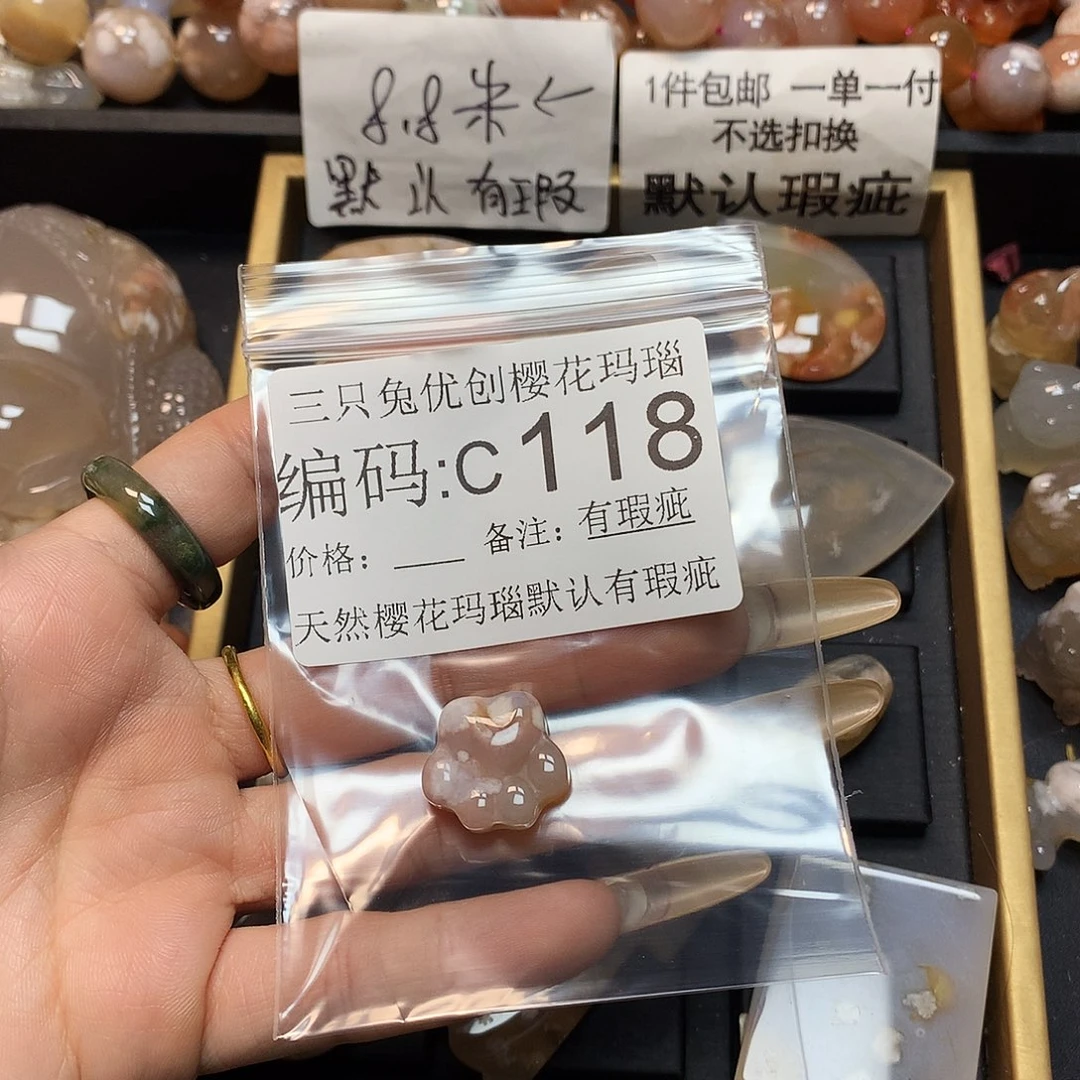 8.8米←
默认有瑕
1件包邮 一单一付
不选扣换
默认瑕疵
三只兔优创樱花玛瑙
编码:C118
价格：___ 备注：有瑕疵
天然樱花玛瑙默认有瑕疵